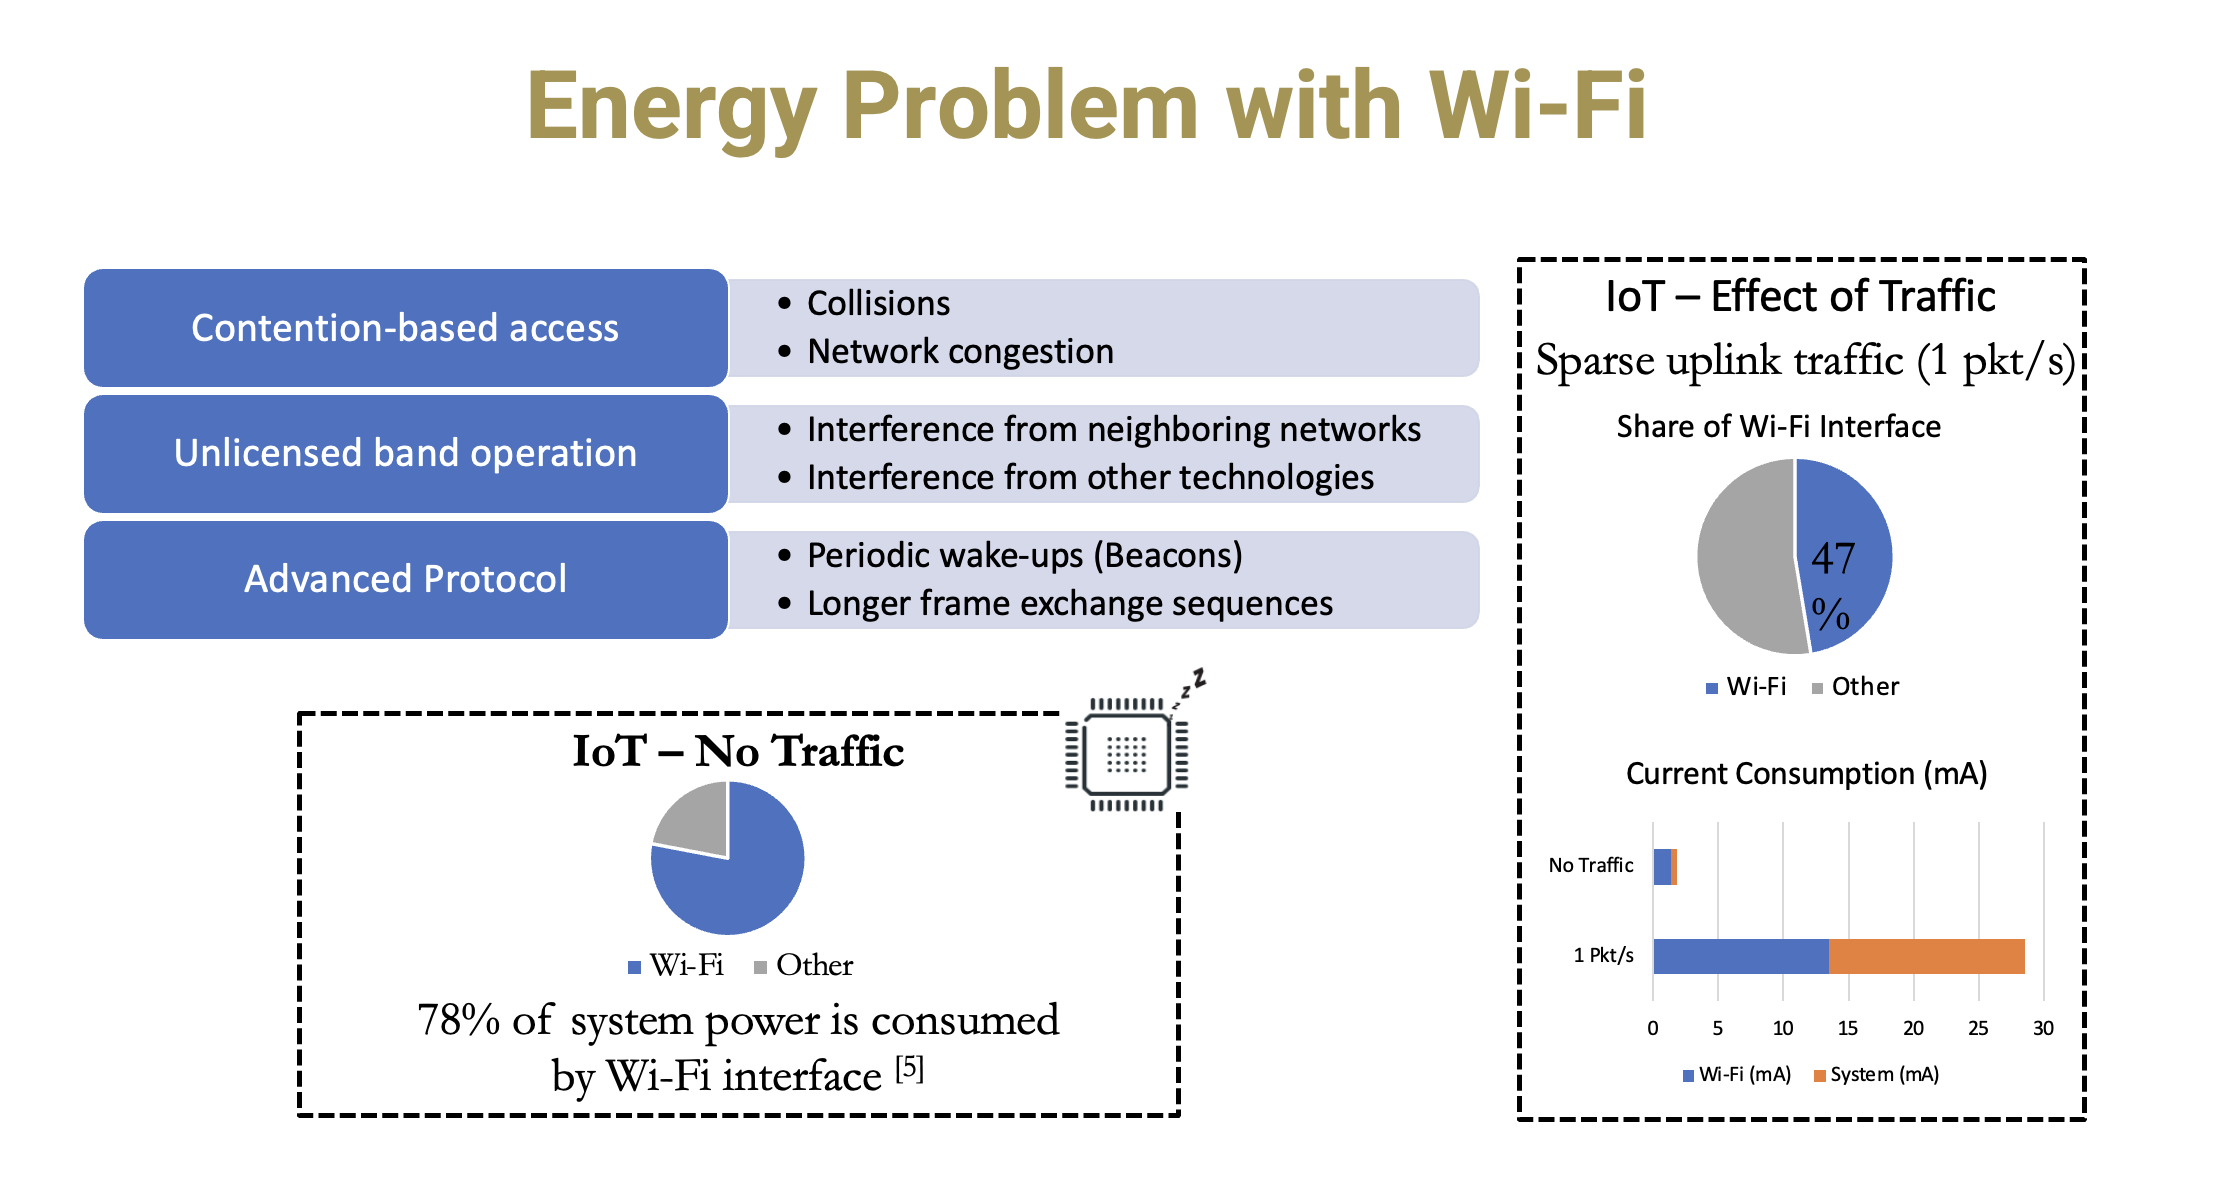 Energy Problem with Wi-Fi
Contention-based access
• Collisions
• Network congestion
Unlicensed band operation
• Interference from neighboring networks
• Interference from other technologies
Advanced Protocol
• Periodic wake-ups (Beacons)
• Longer frame exchange sequences
z z z z
IoT – No Traffic
Wi-Fi Other
78% of system power is consumed
by Wi-Fi interface [5]
IoT – Effect of Traffic
Sparse uplink traffic (1 pkt/s)
Share of Wi-Fi Interface
47
%
Wi-Fi Other
Current Consumption (mA)
No Traffic
1 Pkt/s
0 5 10 15 20 25 30
Wi-Fi (mA) System (mA)